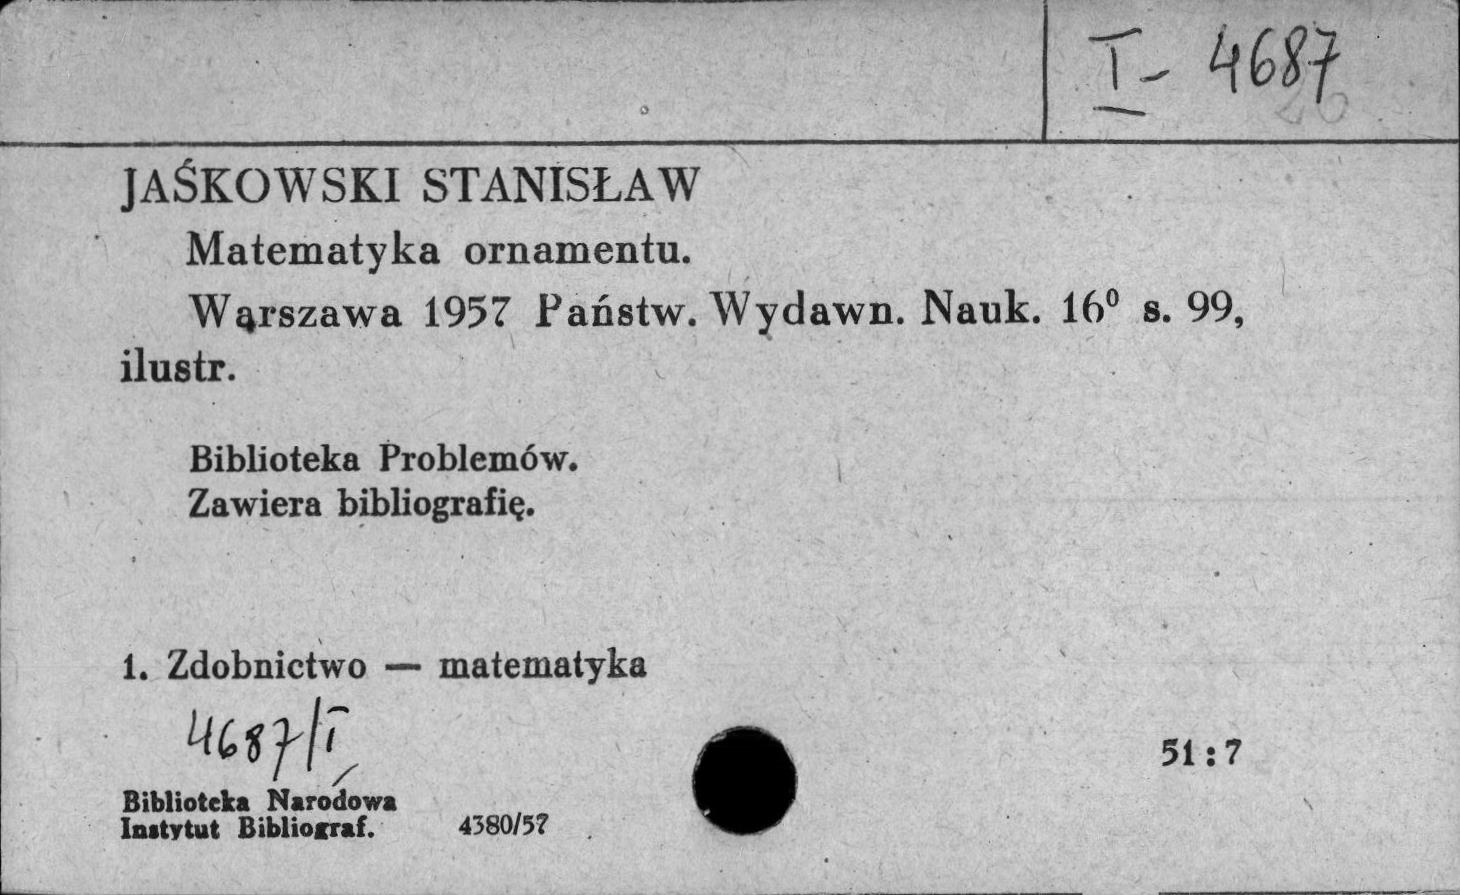 I - 4687
JAŚKOWSKI STANISŁAW
Matematyka ornamentu.
Warszawa 1957 Państw. Wydawn. Nauk. 16⁰ s. 99,
ilustr.
Biblioteka Problemów.
Zawiera bibliografię.
1. Zdobnictwo — matematyka
4687/I
51 : 7
Biblioteka Narodowa
Instytut Bibliograf. 4380/57